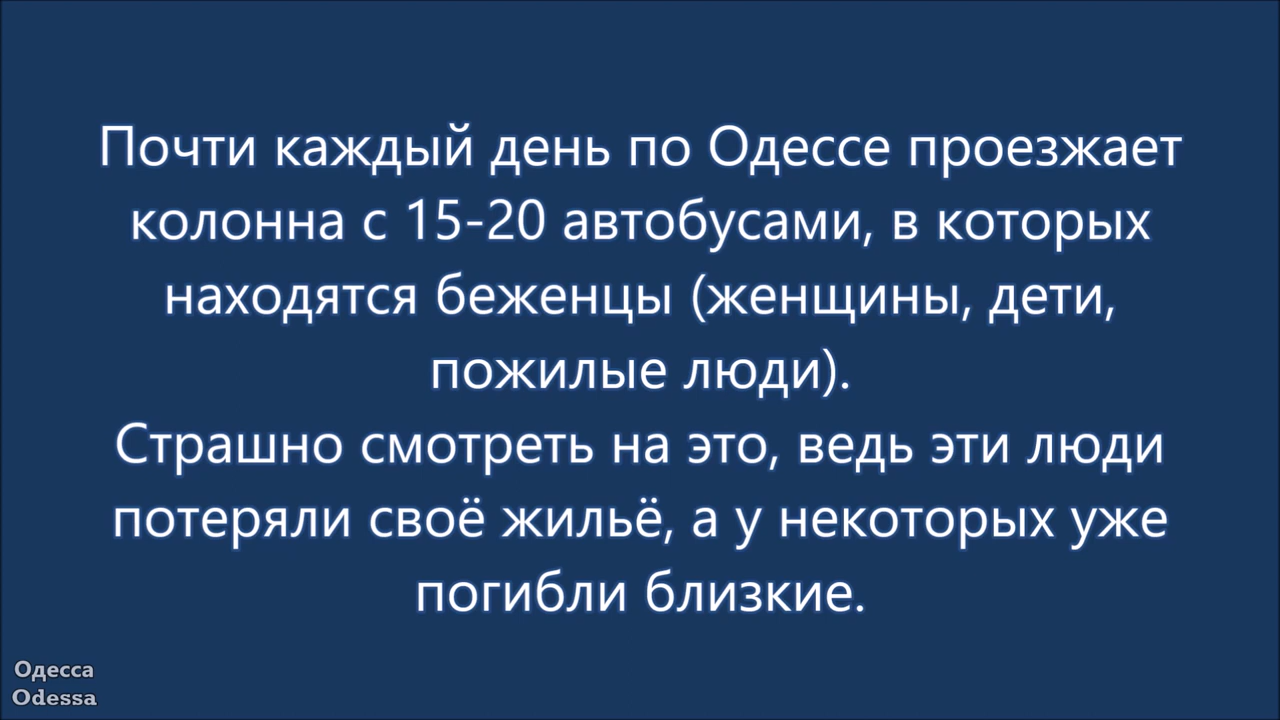 Почти каждый день по Одессе проезжает
колонна с 15-20 автобусами, в которых
находятся беженцы (женщины, дети,
пожилые люди).
Страшно смотреть на это, ведь эти люди
потеряли своё жильё, а у некоторых уже
погибли близкие.
Одесса
Odessa